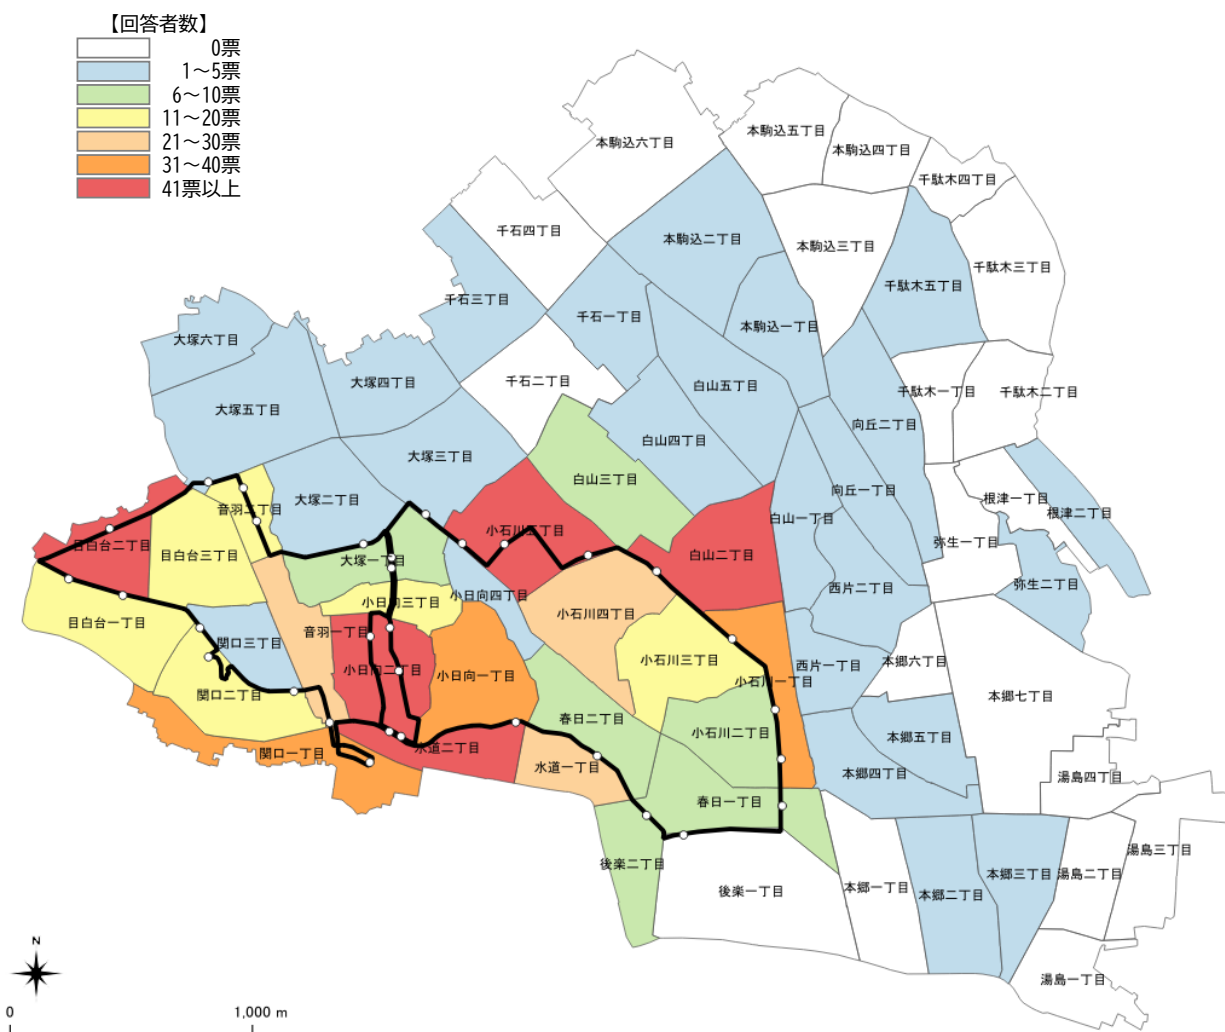 【回答者数】
0票
1～5票
6～10票
11～20票
21～30票
31～40票
41票以上
本駒込五丁目
本駒込六丁目
本駒込四丁目
千駄木四丁目
千石四丁目
本駒込二丁目
本駒込三丁目
千駄木三丁目
千駄木五丁目
千石三丁目
千石一丁目
本駒込一丁目
大塚六丁目
大塚四丁目
千石二丁目
白山五丁目
千駄木一丁目
千駄木二丁目
大塚五丁目
向丘二丁目
白山四丁目
大塚三丁目
白山三丁目
向丘一丁目
大塚二丁目
根津一丁目
音羽二丁目
根津二丁目
白山一丁目
小石川五丁目
目白台二丁目
弥生一丁目
目白台三丁目
白山二丁目
大塚一丁目
弥生二丁目
西片二丁目
小日向四丁目
小日向三丁目
小石川四丁目
目白台一丁目
音羽一丁目
関口三丁目
小石川三丁目
本郷六丁目
西片一丁目
小日向二丁目
小日向一丁目
小石川一丁目
関口二丁目
本郷七丁目
春日二丁目
小石川二丁目
本郷五丁目
水道二丁目
関口一丁目
水道一丁目
本郷四丁目
湯島四丁目
春日一丁目
湯島三丁目
後楽二丁目
本郷三丁目
湯島二丁目
後楽一丁目
本郷一丁目
本郷二丁目
湯島一丁目
N
0
1,000 m